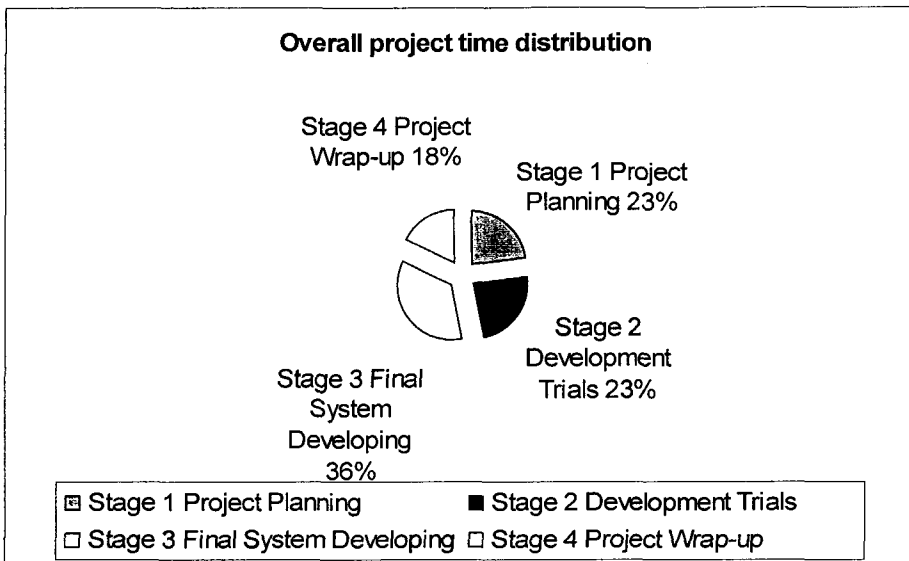 Overall project time distribution
Stage 4 Project
Wrap-up 18%
Stage 1 Project
Planning 23%
Stage 2
Development
Trials 23%
Stage 3 Final
System
Developing
36%
Stage 1 Project Planning
Stage 2 Development Trials
Stage 3 Final System Developing
Stage 4 Project Wrap-up